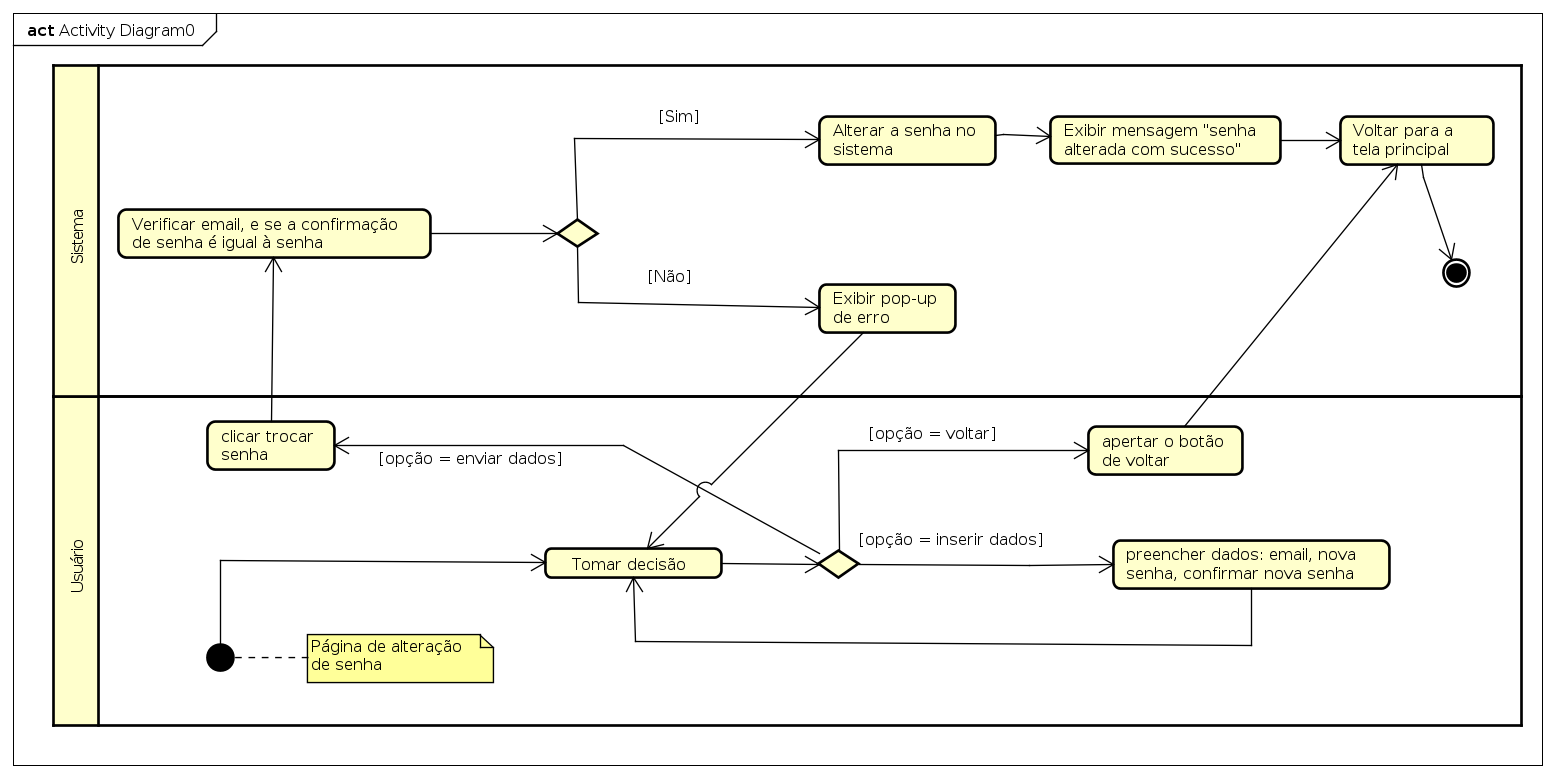 act Activity Diagram0
Sistema
[Sim]
Alterar a senha no
sistema
Exibir mensagem "senha
alterada com sucesso"
Voltar para a
tela principal
Verificar email, e se a confirmação
de senha é igual à senha
[Não]
Exibir pop-up
de erro
Usuário
clicar trocar
senha
[opção = enviar dados]
[opção = voltar]
apertar o botão
de voltar
Tomar decisão
[opção = inserir dados]
preencher dados: email, nova
senha, confirmar nova senha
Página de alteração
de senha